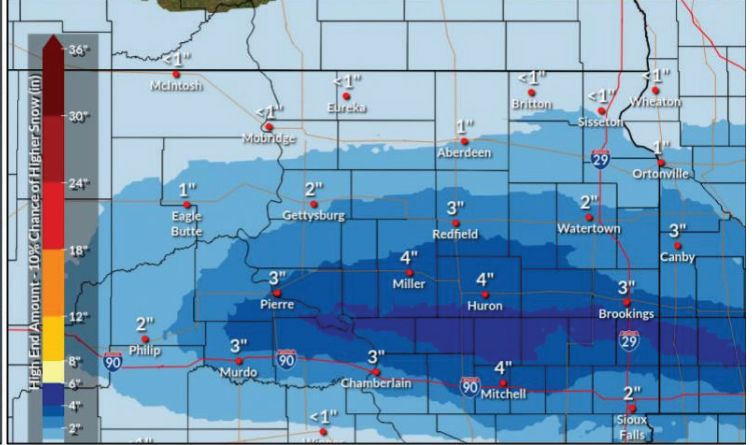 High End Amount - 10% Chance of Higher Snow (in)
36"
30"
24"
18"
12"
8"
6"
4"
2"
<1"
McIntosh
<1"
Mobridge
<1"
Eureka
1"
Aberdeen
<1"
Britton
<1"
Sisseton
<1"
Wheaton
29
1"
Ortonville
1"
Eagle
Butte
2"
Gettysburg
3"
Redfield
2"
Watertown
3"
Canby
3"
Pierre
4"
Miller
4"
Huron
3"
Brookings
2"
Philip
90
3"
Murdo
90
3"
Chamberlain
90
4"
Mitchell
29
2"
Sioux
Falls
<1"